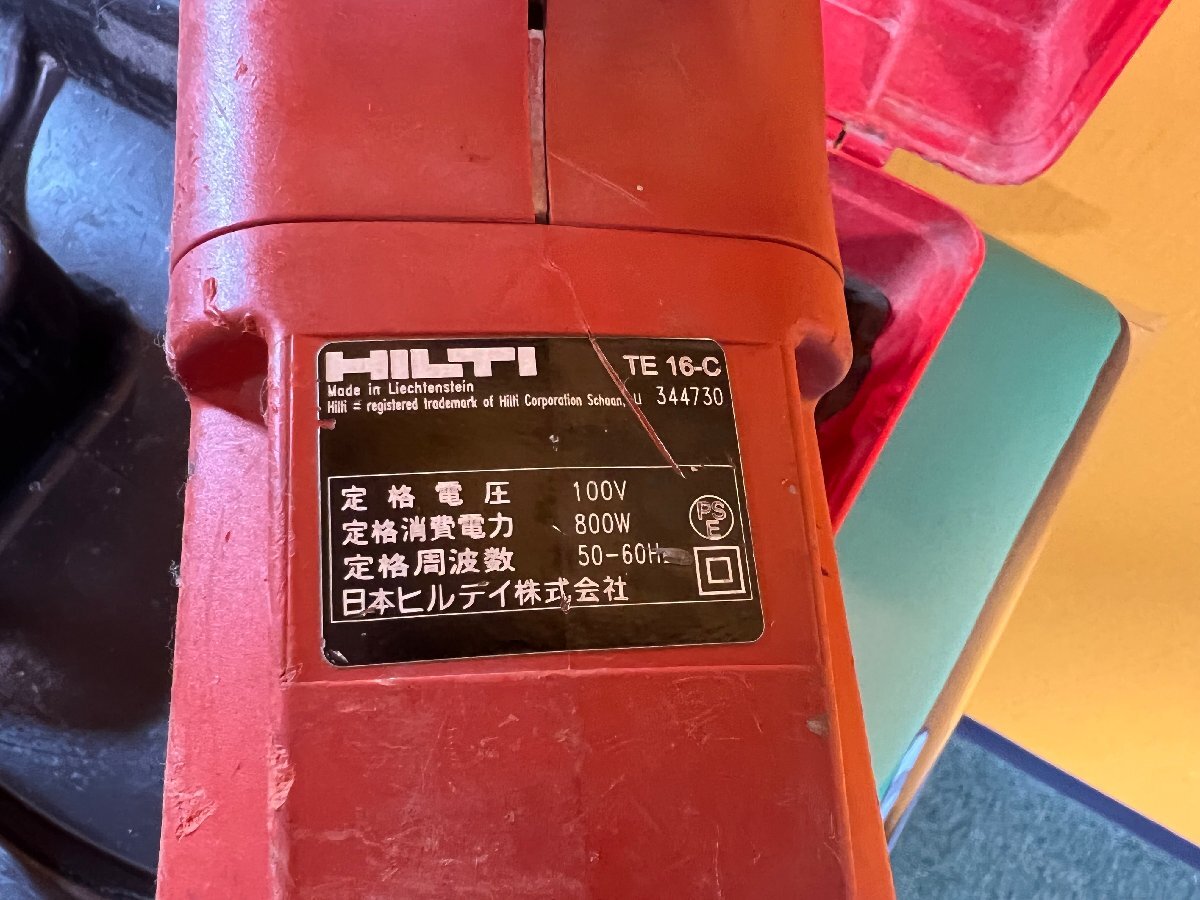 HILTI TE 16-C
Made in Liechtenstein
Hilti = registered trademark of Hilti Corporation Schaan, 344730
定格電圧 100V
定格消費電力 800W
定格周波数 50-60Hz
日本ヒルティ株式会社
PS
E